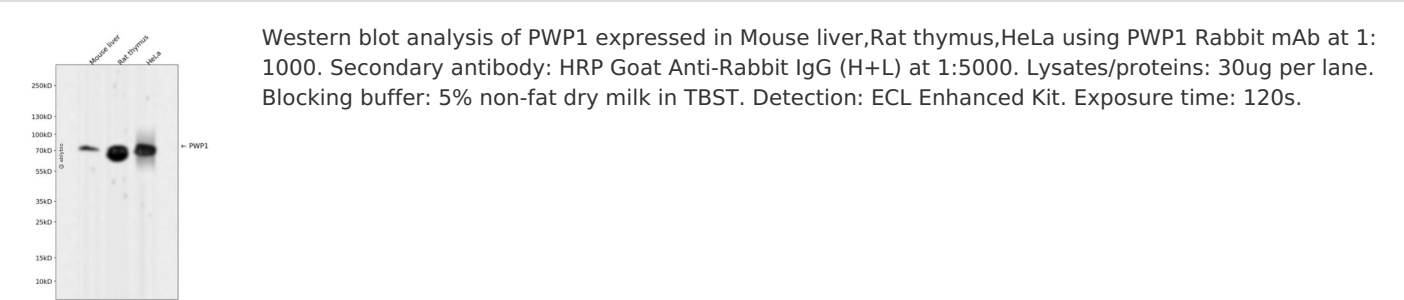 Mouse liver
Rat thymus
HeLa
Western blot analysis of PWP1 expressed in Mouse liver,Rat thymus,HeLa using PWP1 Rabbit mAb at 1:
1000. Secondary antibody: HRP Goat Anti-Rabbit IgG (H+L) at 1:5000. Lysates/proteins: 30ug per lane.
Blocking buffer: 5% non-fat dry milk in TBST. Detection: ECL Enhanced Kit. Exposure time: 120s.
250kD
130kD
100kD
70kD
← PWP1
55kD
35kD
25kD
15kD
10kD